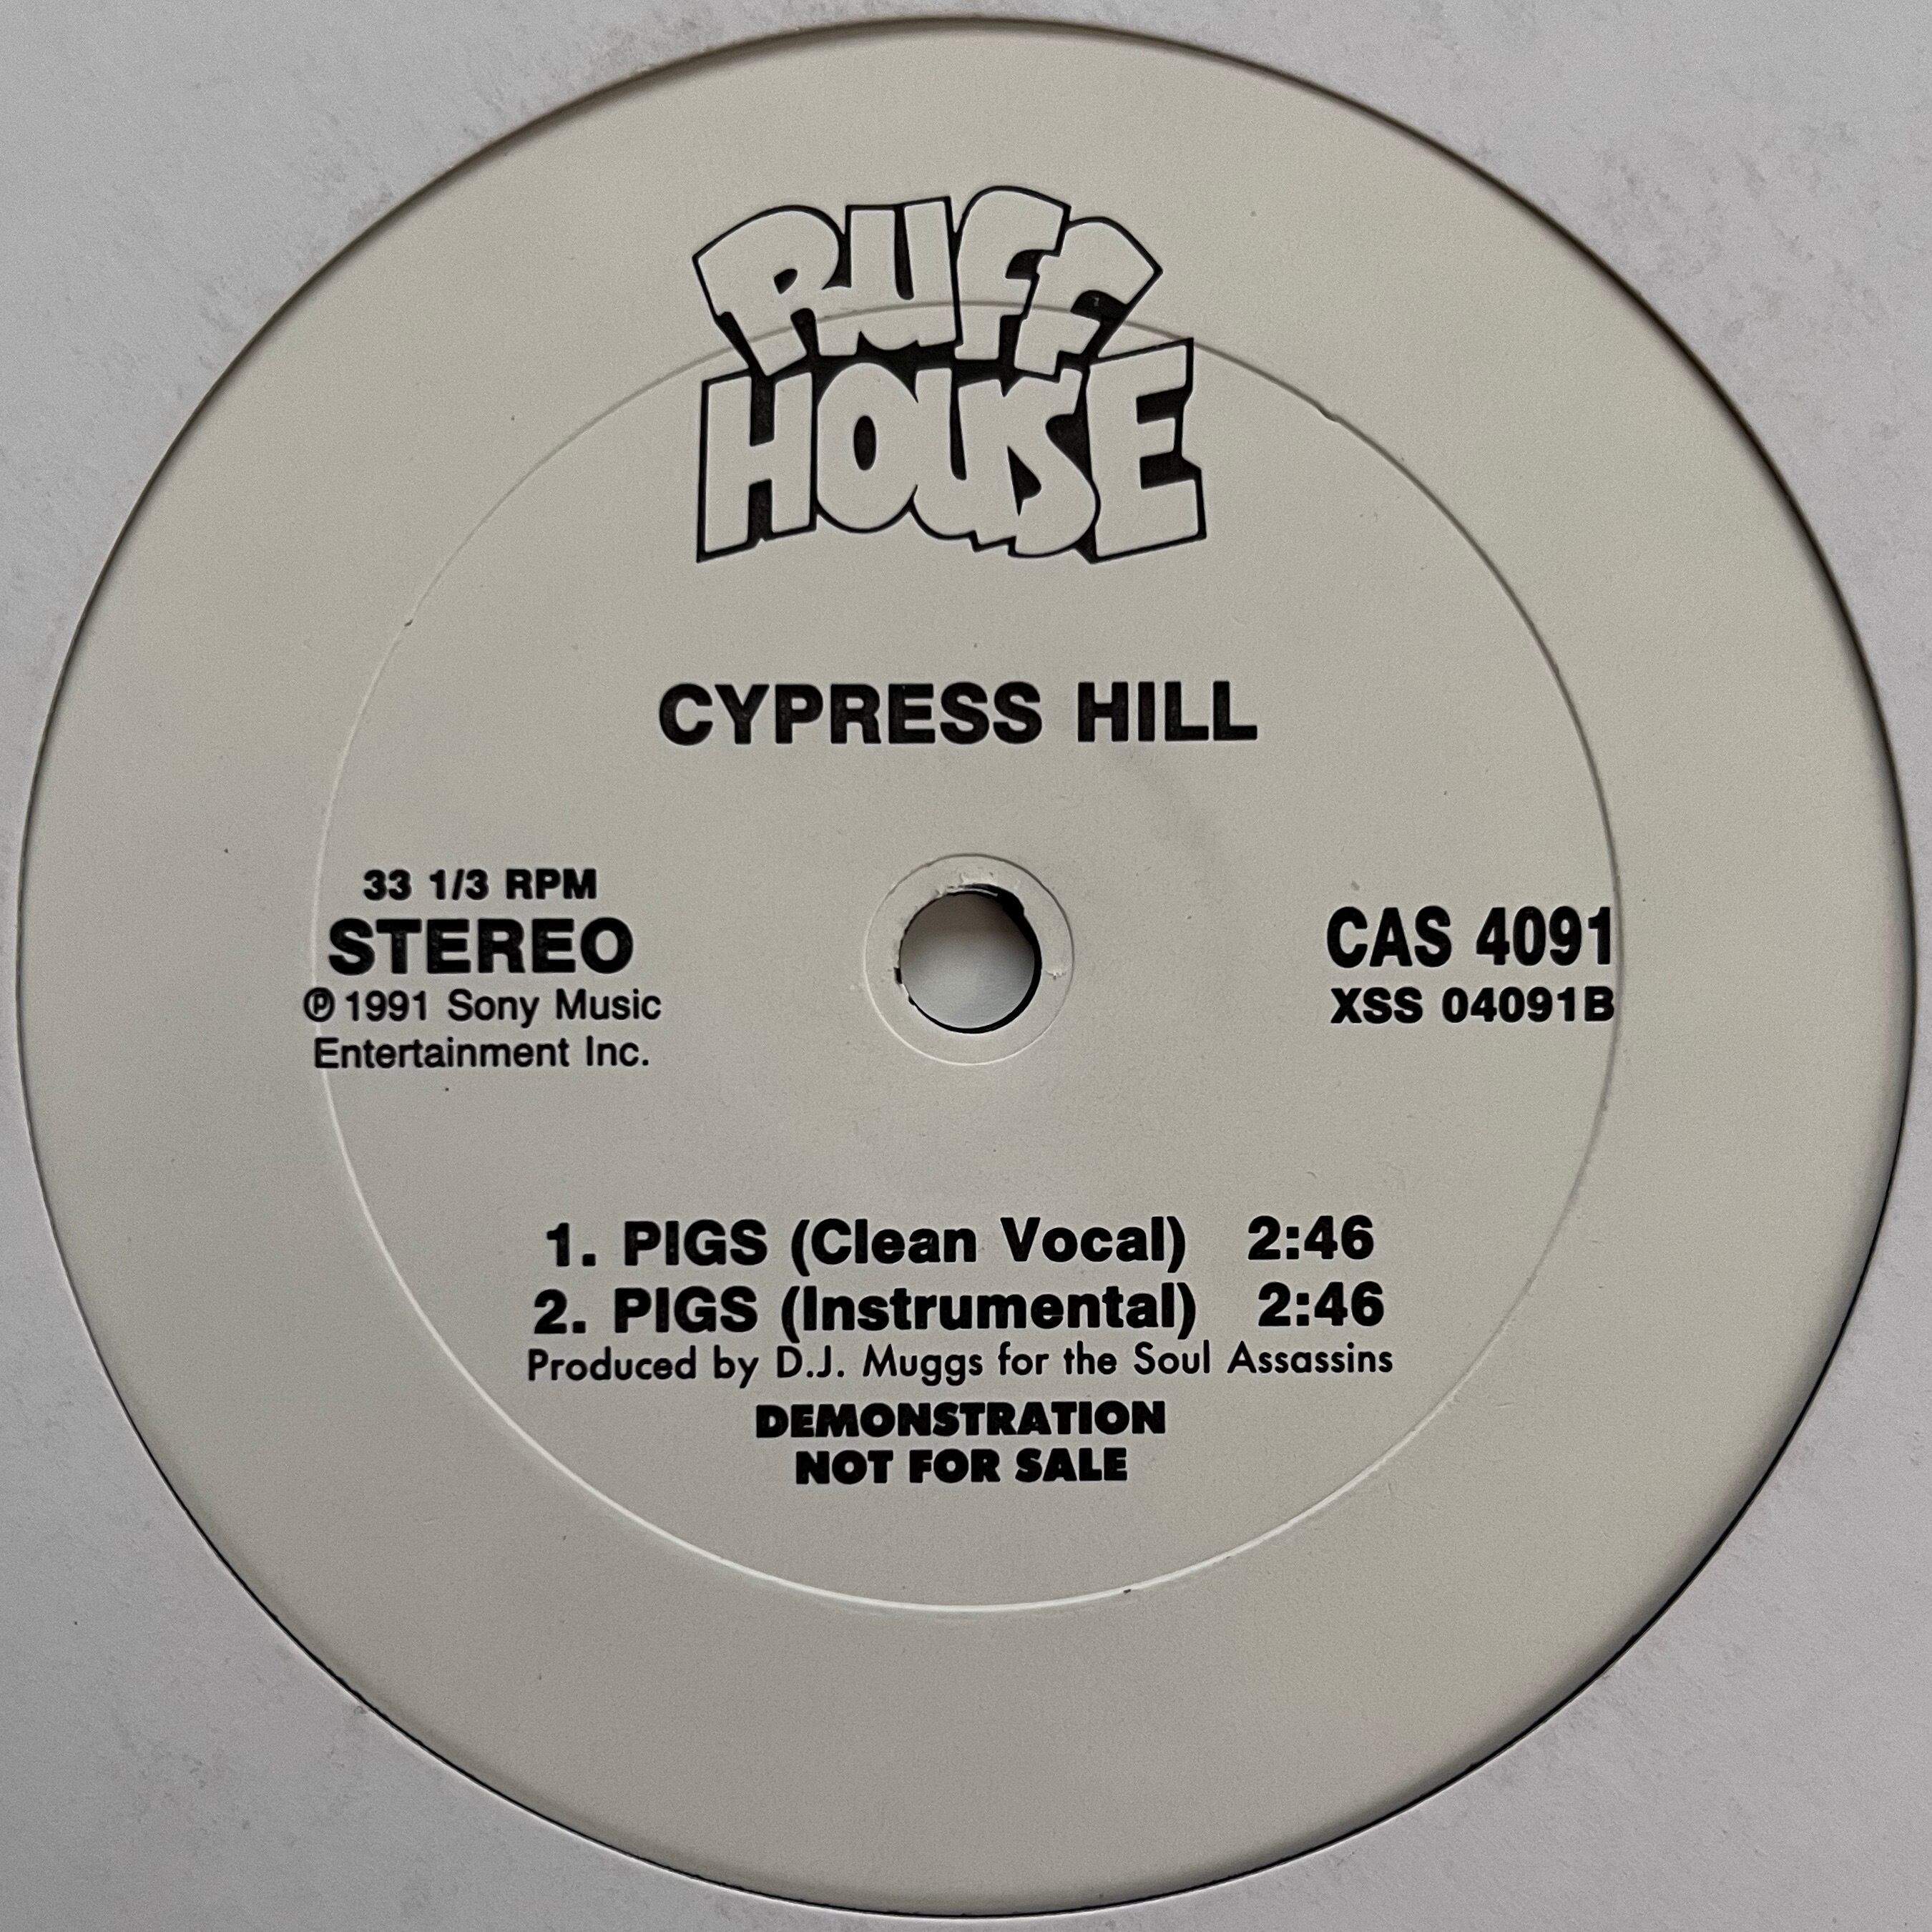 RUFF
HOUSE
CYPRESS HILL
33 1/3 RPM
STEREO
℗ 1991 Sony Music
Entertainment Inc.
CAS 4091
XSS 04091B
1. PIGS (Clean Vocal) 2:46
2. PIGS (Instrumental) 2:46
Produced by D.J. Muggs for the Soul Assassins
DEMONSTRATION
NOT FOR SALE